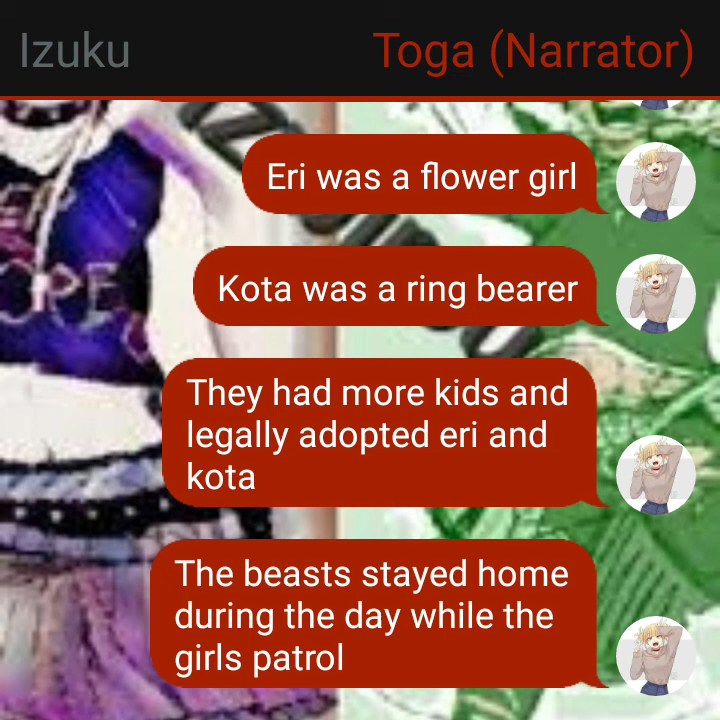 Izuku
Toga (Narrator)
Eri was a flower girl
OPE
Kota was a ring bearer
They had more kids and
legally adopted eri and
kota
The beasts stayed home
during the day while the
girls patrol